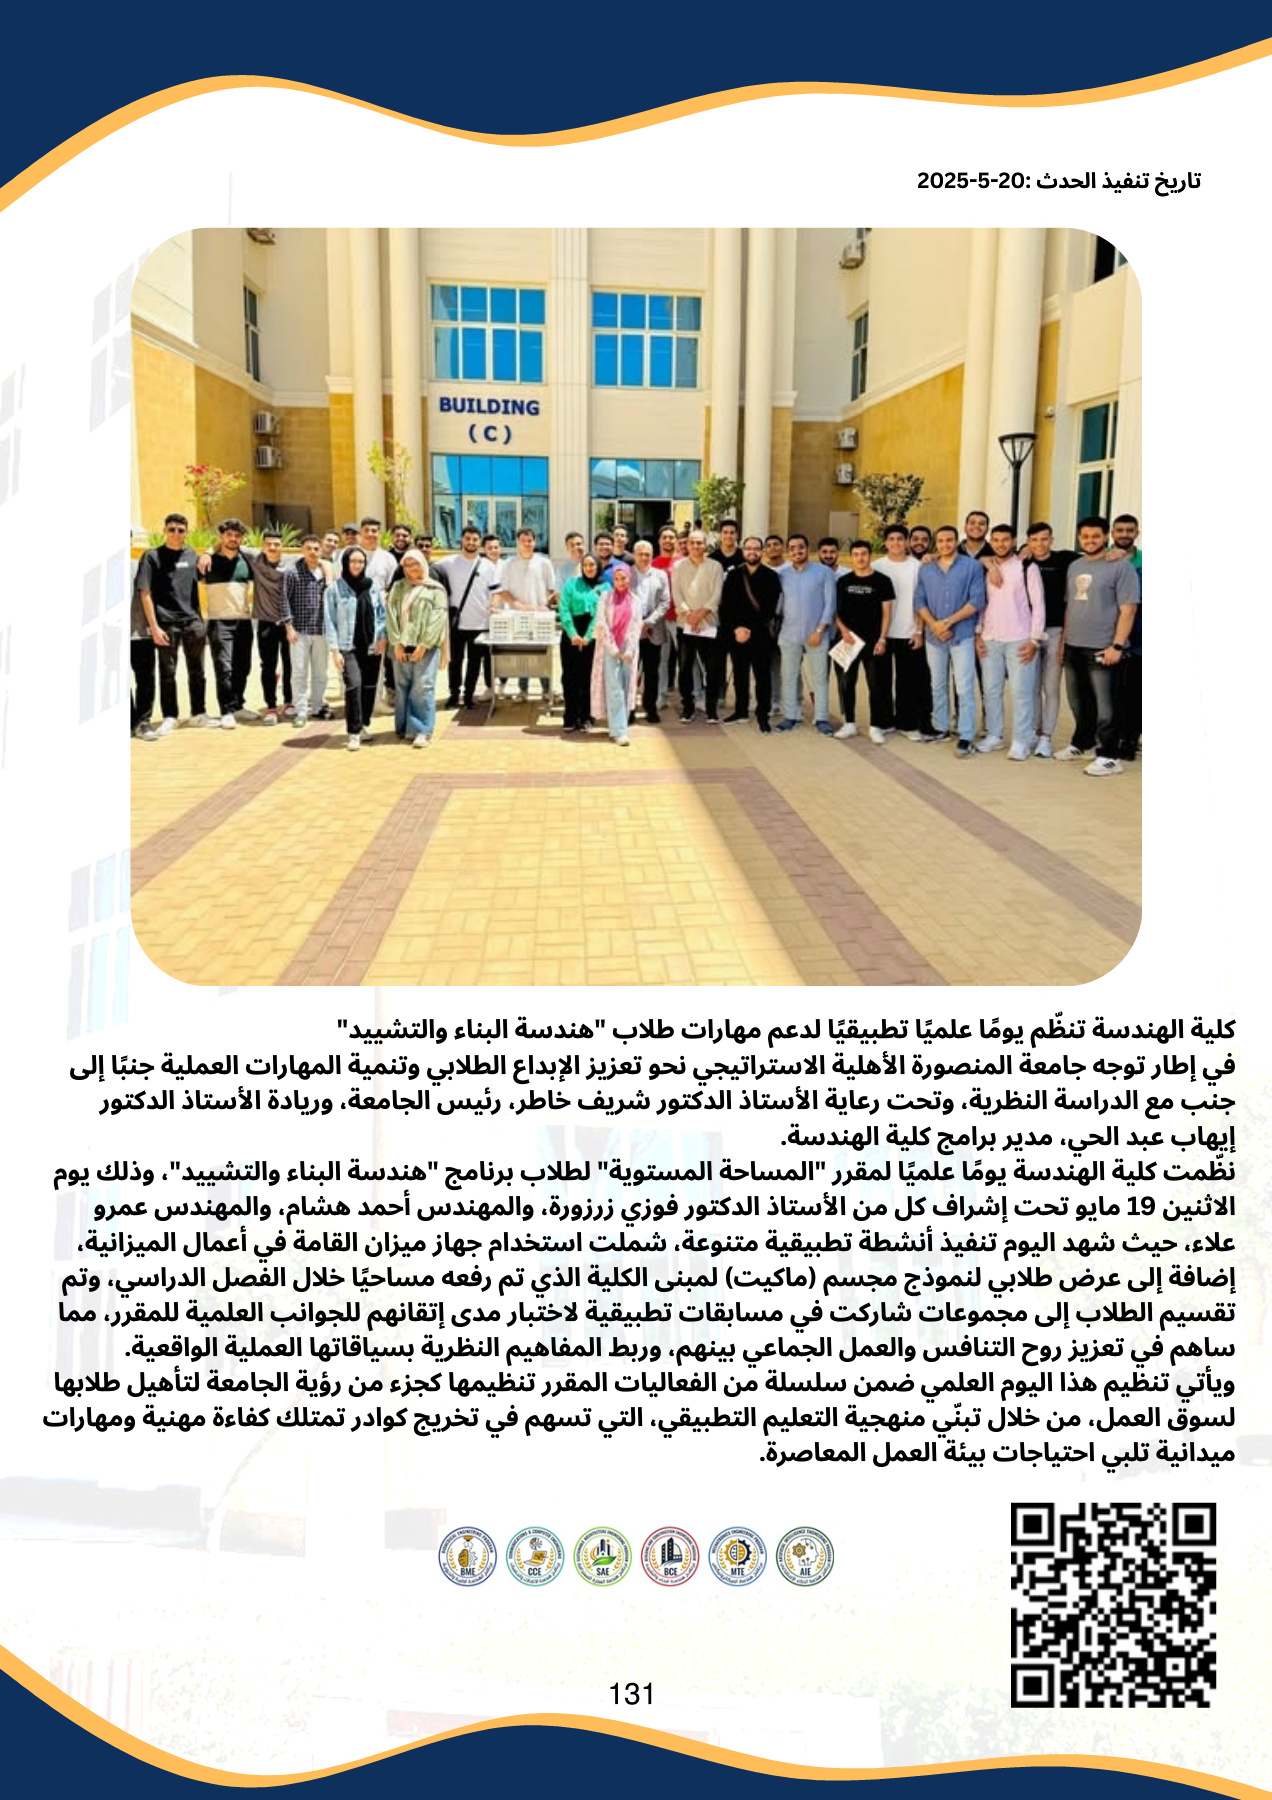 تاريخ تنفيذ الحدث :20-5-2025
BUILDING
( C )
كلية الهندسة تنظّم يومًا علميًا تطبيقيًا لدعم مهارات طلاب "هندسة البناء والتشييد"
في إطار توجه جامعة المنصورة الأهلية الاستراتيجي نحو تعزيز الإبداع الطلابي وتنمية المهارات العملية جنبًا إلى
جنب مع الدراسة النظرية، وتحت رعاية الأستاذ الدكتور شريف خاطر، رئيس الجامعة، وريادة الأستاذ الدكتور
إيهاب عبد الحي، مدير برامج كلية الهندسة.
نظّمت كلية الهندسة يومًا علميًا لمقرر "المساحة المستوية" لطلاب برنامج "هندسة البناء والتشييد"، وذلك يوم
الاثنين 19 مايو تحت إشراف كل من الأستاذ الدكتور فوزي زرزورة، والمهندس أحمد هشام، والمهندس عمرو
علاء، حيث شهد اليوم تنفيذ أنشطة تطبيقية متنوعة، شملت استخدام جهاز ميزان القامة في أعمال الميزانية،
إضافة إلى عرض طلابي لنموذج مجسم (ماكيت) لمبنى الكلية الذي تم رفعه مساحيًا خلال الفصل الدراسي، وتم
تقسيم الطلاب إلى مجموعات شاركت في مسابقات تطبيقية لاختبار مدى إتقانهم للجوانب العلمية للمقرر، مما
ساهم في تعزيز روح التنافس والعمل الجماعي بينهم، وربط المفاهيم النظرية بسياقاتها العملية الواقعية.
ويأتي تنظيم هذا اليوم العلمي ضمن سلسلة من الفعاليات المقرر تنظيمها كجزء من رؤية الجامعة لتأهيل طلابها
لسوق العمل، من خلال تبنّي منهجية التعليم التطبيقي، التي تسهم في تخريج كوادر تمتلك كفاءة مهنية ومهارات
ميدانية تلبي احتياجات بيئة العمل المعاصرة.
BME CCE SAE BCE MTE AIE
131